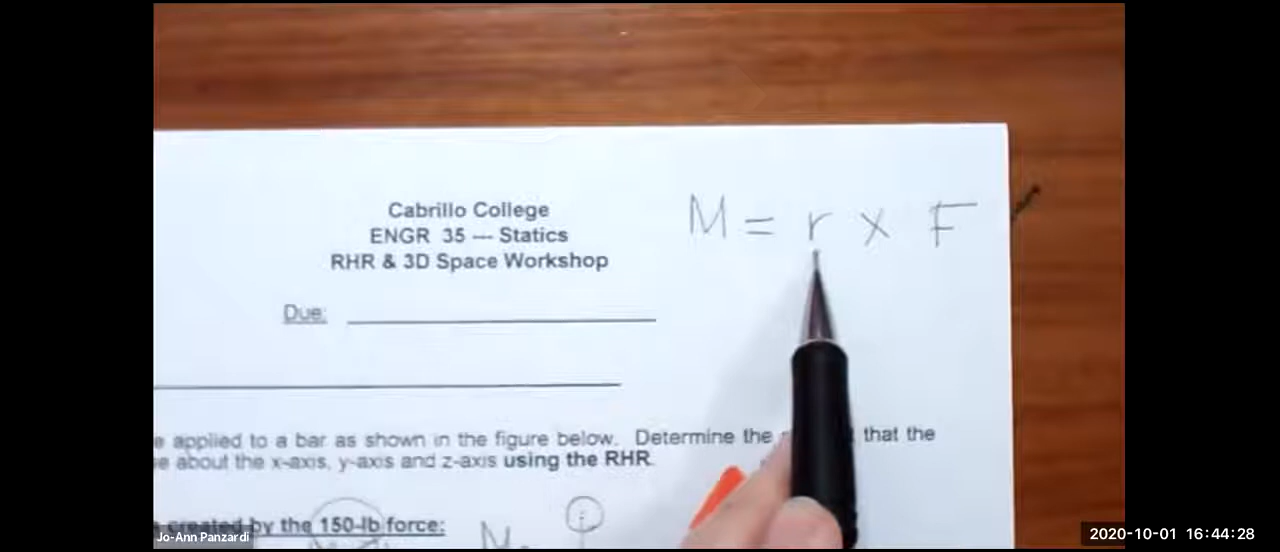 Cabrillo College
ENGR 35 — Statics
RHR & 3D Space Workshop
M = r x F
Due:
applied to a bar as shown in the figure below. Determine the that the
about the x-axis, y-axis and z-axis using the RHR.
created by the 150-lb force:
Jo-Ann Panzardi
2020-10-01 16:44:28